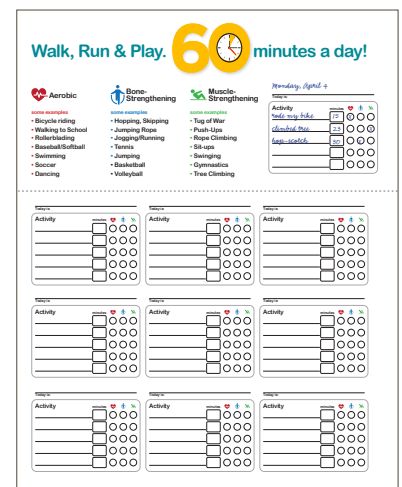 Walk, Run & Play. 60 minutes a day!
Aerobic
some examples
• Bicycle riding
• Walking to School
• Rollerblading
• Baseball/Softball
• Swimming
• Soccer
• Dancing
Bone-
Strengthening
some examples
• Hopping, Skipping
• Jumping Rope
• Jogging/Running
• Tennis
• Jumping
• Basketball
• Volleyball
Muscle-
Strengthening
some examples
• Tug of War
• Push-Ups
• Rope Climbing
• Sit-ups
• Swinging
• Gymnastics
• Tree Climbing
Monday, April 4
Today is:
Activity minutes
rode my bike 12 x
climbed tree 23 x
hop-scotch 30 x
Today is:
Activity minutes
Today is:
Activity minutes
Today is:
Activity minutes
Today is:
Activity minutes
Today is:
Activity minutes
Today is:
Activity minutes
Today is:
Activity minutes
Today is:
Activity minutes
Today is:
Activity minutes